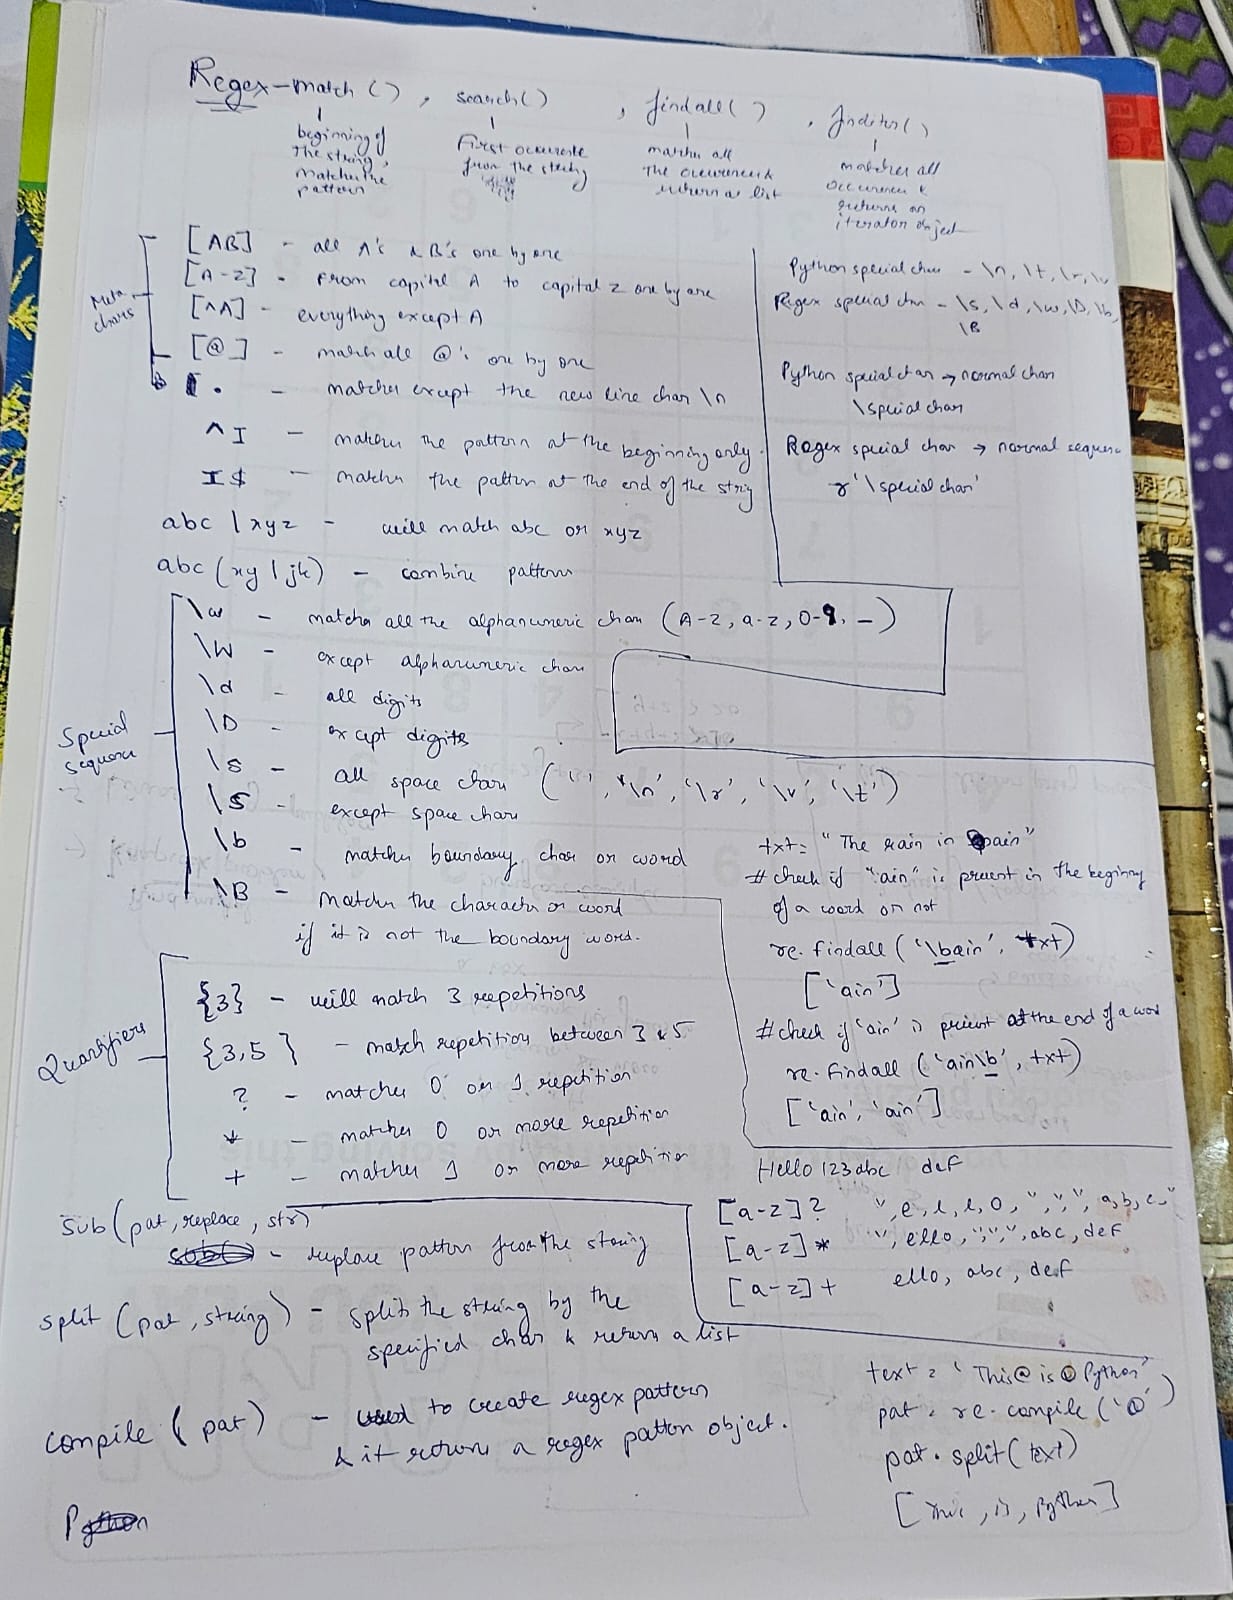 Regex-match(), search(), findall(), finditer()
beginning of
the string,
matches the
pattern
First occurrence
from the string
matches all
the occurrence &
return as list
matches all
occurrence &
returns an
iterator object
Meta
chars
[AB] - all A's & B's one by one
[A-Z] - From capital A to capital Z one by one
[^A] - everything except A
[@] - match all @'s one by one
. - matches except the new line char \n
^I - matches the pattern at the beginning only.
I$ - matches the pattern at the end of the string
abc|xyz - will match abc or xyz
abc(xy|jk) - combine pattern
Python special char - \n, \t, \r, \v
Regex special char - \s, \d, \w, \D, \b,
\B
Python special char → normal char
\special char
Regex special char → normal sequence
r'\special char'
Special
sequence
\w - matches all the alphanumeric char (A-Z, a-z, 0-9, _)
\W - except alphanumeric char
\d - all digits
\D - except digits
\s - all space char (' ', '\n', '\r', '\v', '\t')
\S - except space char
\b - matches boundary char or word
\B - matches the character or word
if it is not the boundary word.
txt = "The rain in Spain"
# check if "ain" is present in the beginning
of a word or not
re.findall('\bain', txt)
['ain']
# check if 'ain' is present at the end of a word
re.findall('ain\b', txt)
['ain', 'ain']
Quantifiers
{3} - will match 3 repetitions
{3,5} - match repetition between 3 & 5
? - matches 0 or 1 repetition
* - matches 0 or more repetition
+ - matches 1 or more repetition
Hello 123abc def
[a-z]? '', e, l, l, o, '', '', '', a, b, c,
[a-z]* '', ello, '', '', '', abc, def
[a-z]+ ello, abc, def
sub(pat, replace, str)
- replace pattern from the string
split(pat, string) - split the string by the
specified char & return a list
compile(pat) - used to create regex pattern
& it returns a regex pattern object.
text = 'This@is@Python'
pat = re.compile('@')
pat.split(text)
[This, is, Python]
Python